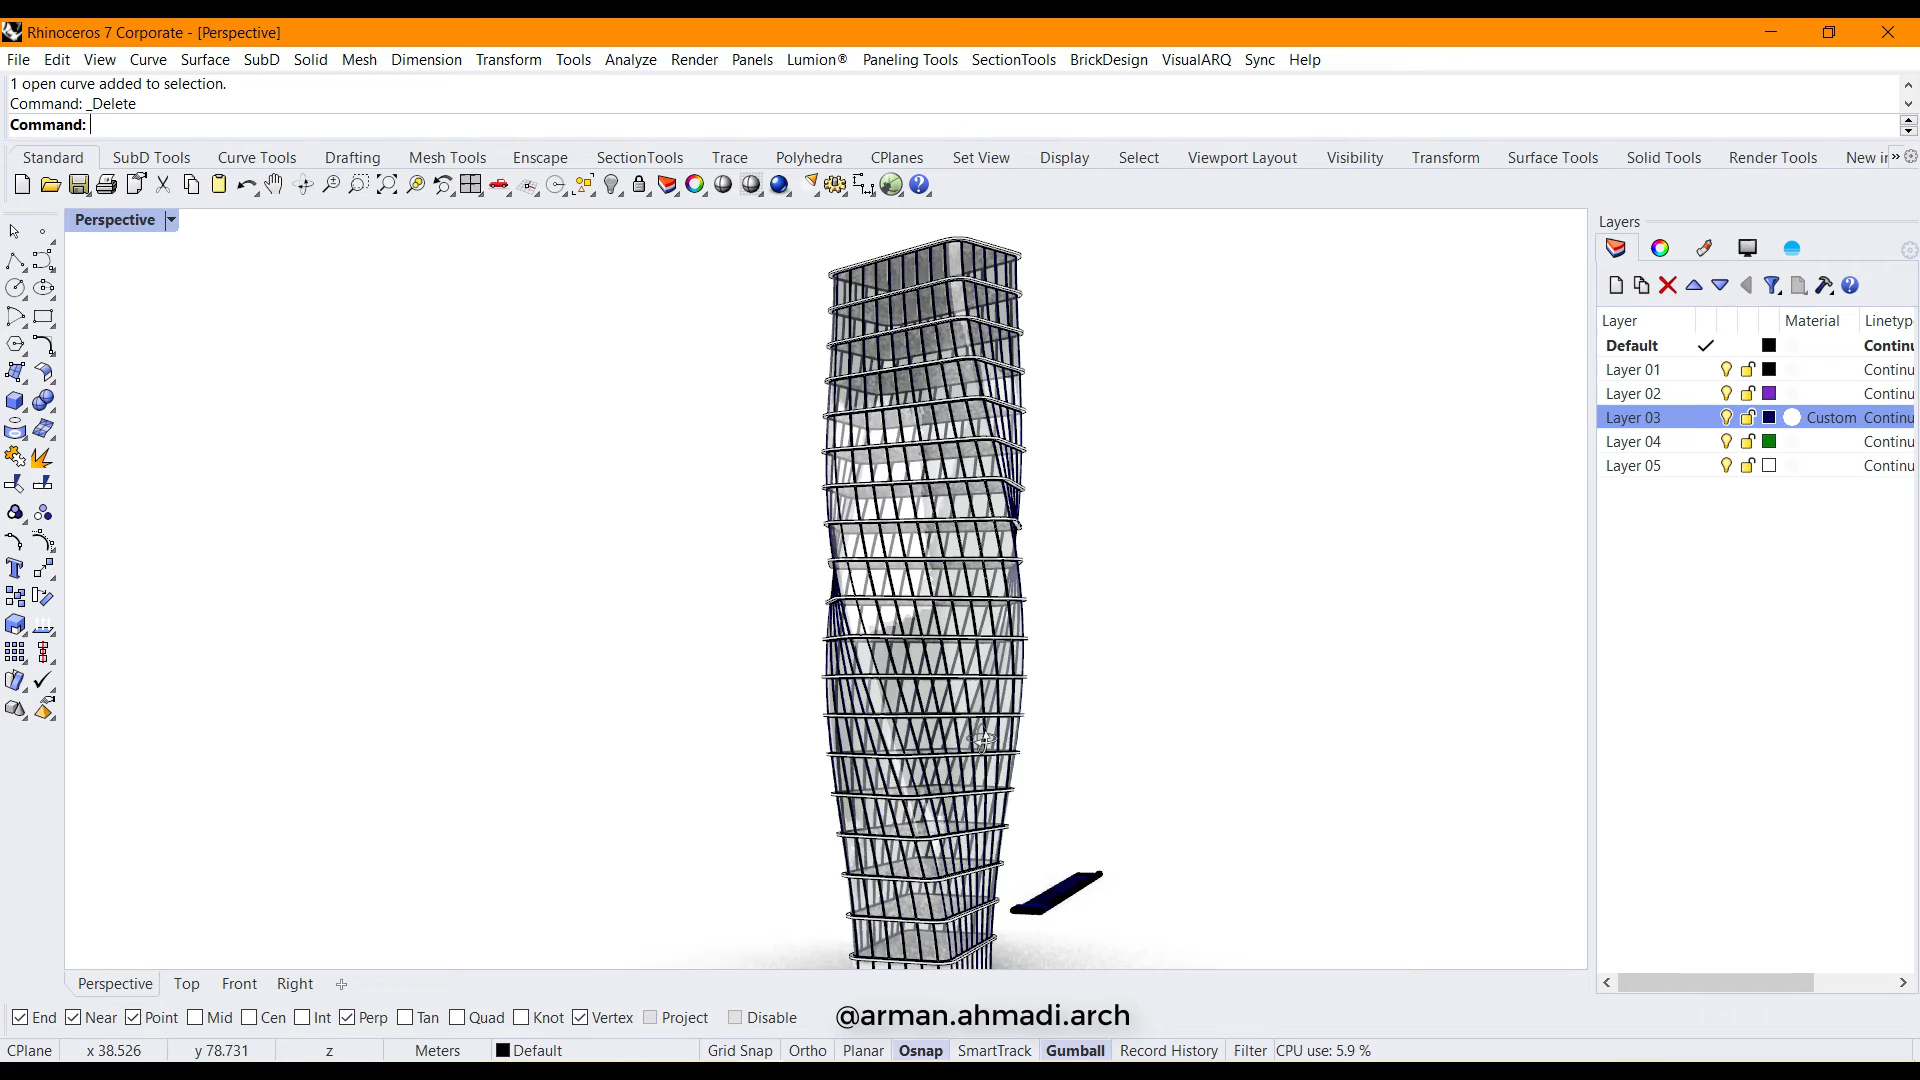 Rhinoceros 7 Corporate - [Perspective]
File Edit View Curve Surface SubD Solid Mesh Dimension Transform Tools Analyze Render Panels Lumion® Paneling Tools SectionTools BrickDesign VisualARQ Sync Help
1 open curve added to selection.
Command: _Delete
Command:
Standard SubD Tools Curve Tools Drafting Mesh Tools Enscape SectionTools Trace Polyhedra CPlanes Set View Display Select Viewport Layout Visibility Transform Surface Tools Solid Tools Render Tools New in »
Perspective
Layers
Layer Material Linetyp
Default Continu
Layer 01 Continu
Layer 02 Continu
Layer 03 Custom Continu
Layer 04 Continu
Layer 05 Continu
Perspective Top Front Right
End Near Point Mid Cen Int Perp Tan Quad Knot Vertex Project Disable
@arman.ahmadi.arch
CPlane x 38.526 y 78.731 z Meters Default Grid Snap Ortho Planar Osnap SmartTrack Gumball Record History Filter CPU use: 5.9 %